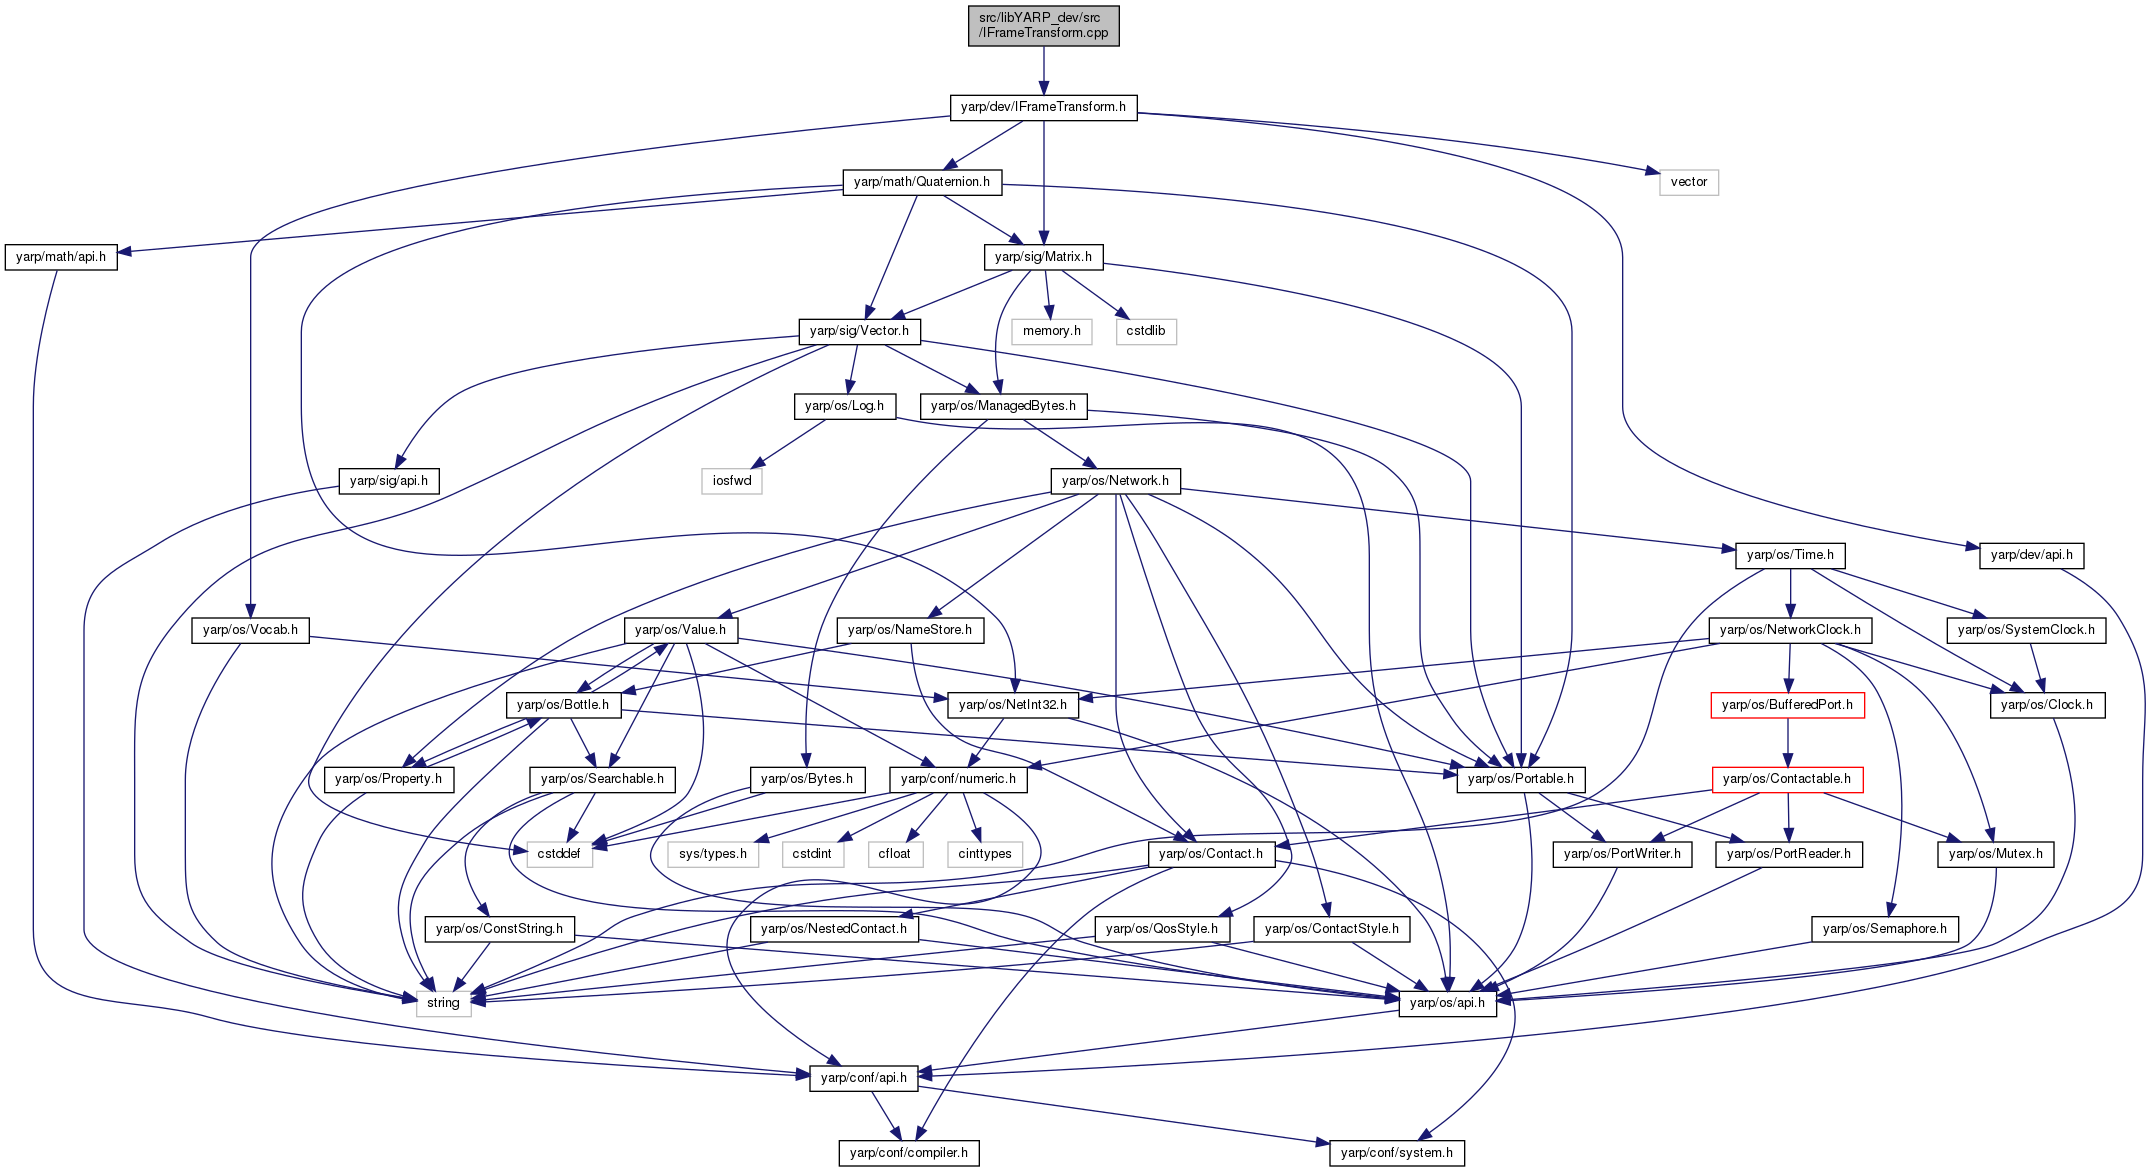 src/libYARP_dev/src
/IFrameTransform.cpp
yarp/dev/IFrameTransform.h
yarp/math/Quaternion.h
vector
yarp/math/api.h
yarp/sig/Matrix.h
yarp/sig/Vector.h
memory.h
cstdlib
yarp/os/Log.h
yarp/os/ManagedBytes.h
yarp/sig/api.h
iosfwd
yarp/os/Network.h
yarp/os/Time.h
yarp/dev/api.h
yarp/os/Vocab.h
yarp/os/Value.h
yarp/os/NameStore.h
yarp/os/NetworkClock.h
yarp/os/SystemClock.h
yarp/os/Bottle.h
yarp/os/NetInt32.h
yarp/os/BufferedPort.h
yarp/os/Clock.h
yarp/os/Property.h
yarp/os/Searchable.h
yarp/os/Bytes.h
yarp/conf/numeric.h
yarp/os/Portable.h
yarp/os/Contactable.h
cstddef
sys/types.h
cstdint
cfloat
cinttypes
yarp/os/Contact.h
yarp/os/PortWriter.h
yarp/os/PortReader.h
yarp/os/Mutex.h
yarp/os/ConstString.h
yarp/os/NestedContact.h
yarp/os/QosStyle.h
yarp/os/ContactStyle.h
yarp/os/Semaphore.h
string
yarp/os/api.h
yarp/conf/api.h
yarp/conf/compiler.h
yarp/conf/system.h